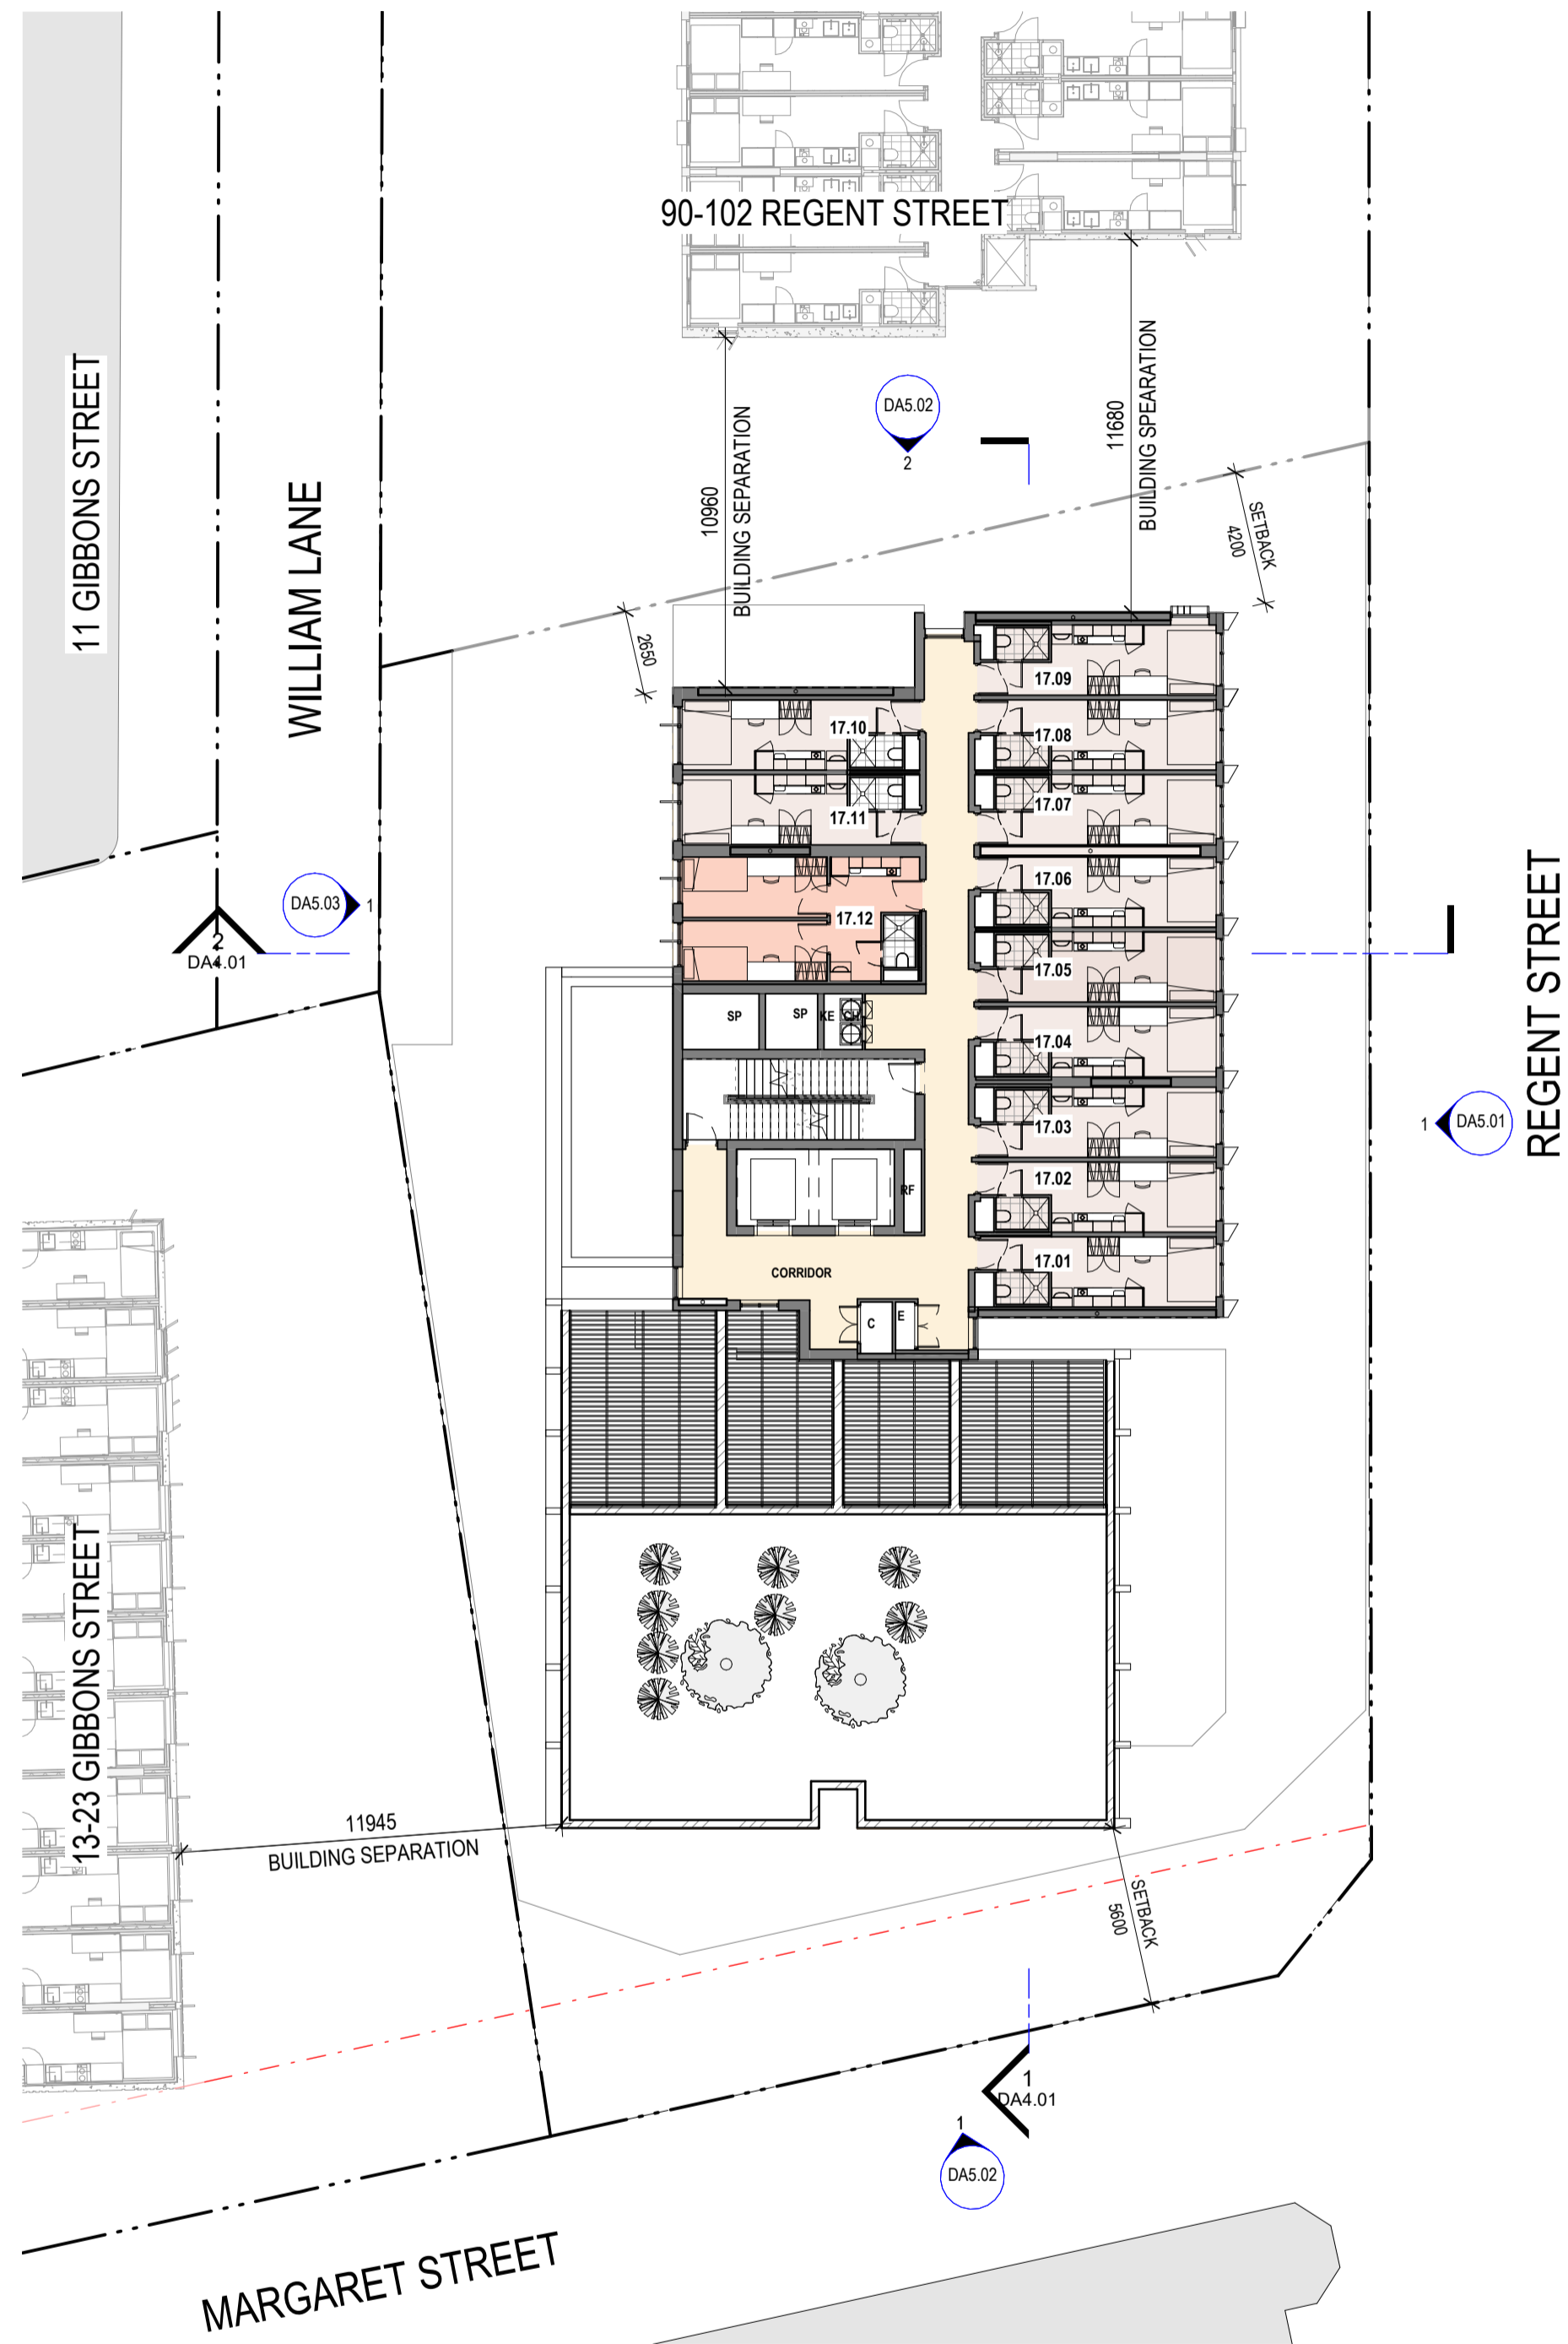 90-102 REGENT STREET
11 GIBBONS STREET
WILLIAM LANE
DA5.02
2
11680
BUILDING SPEARATION
10960
BUILDING SEPARATION
SETBACK
4200
2650
17.09
17.10
17.08
17.11
17.07
17.06
17.12
17.05
17.04
17.03
17.02
17.01
DA5.03
1
2
DA4.01
SP
SP
KE
CH
RF
CORRIDOR
C
E
REGENT STREET
1
DA5.01
13-23 GIBBONS STREET
11945
BUILDING SEPARATION
SETBACK
5600
1
DA4.01
1
DA5.02
MARGARET STREET